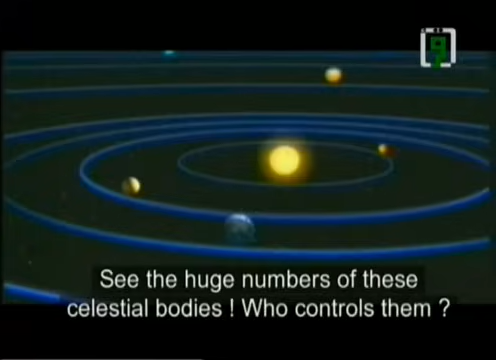 See the huge numbers of these
celestial bodies ! Who controls them ?